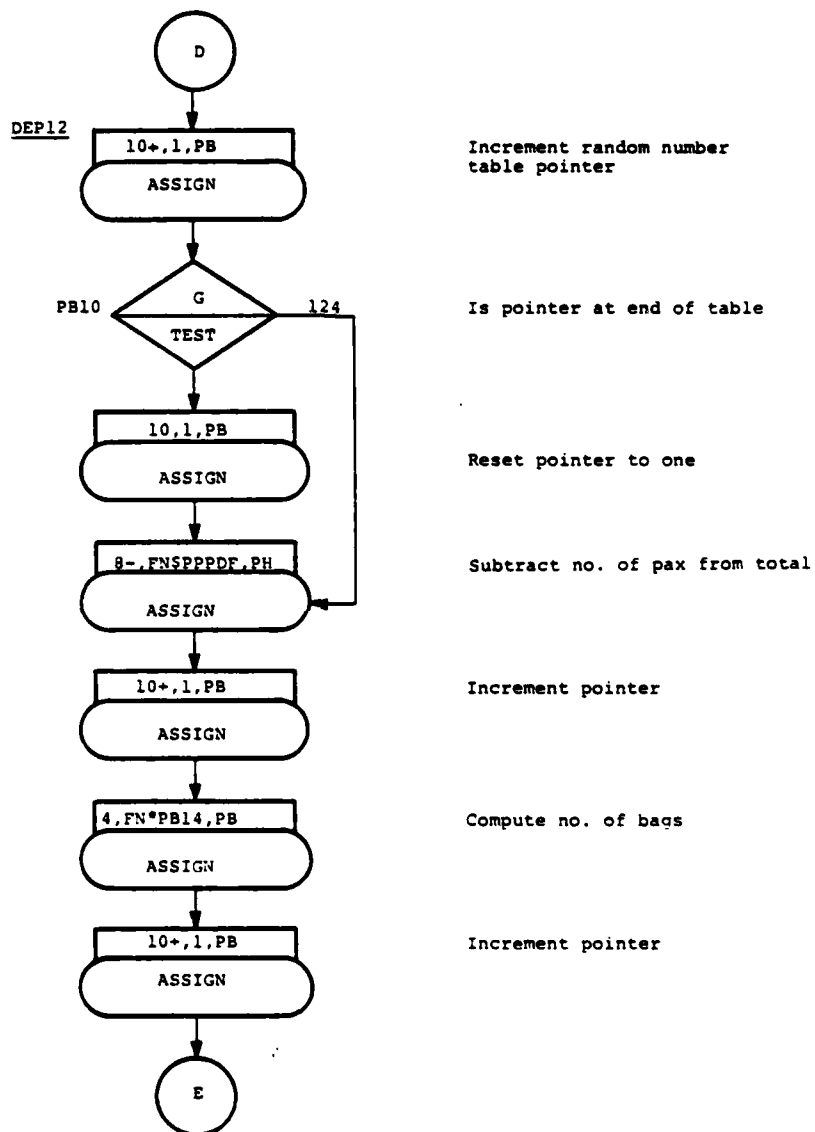 D
DEP12
10+,1,PB
ASSIGN
Increment random number
table pointer
PB10
G
124
TEST
Is pointer at end of table
10,1,PB
ASSIGN
Reset pointer to one
8-,FN$PPPDF,PH
ASSIGN
Subtract no. of pax from total
10+,1,PB
ASSIGN
Increment pointer
4,FN*PB14,PB
ASSIGN
Compute no. of bags
10+,1,PB
ASSIGN
Increment pointer
E